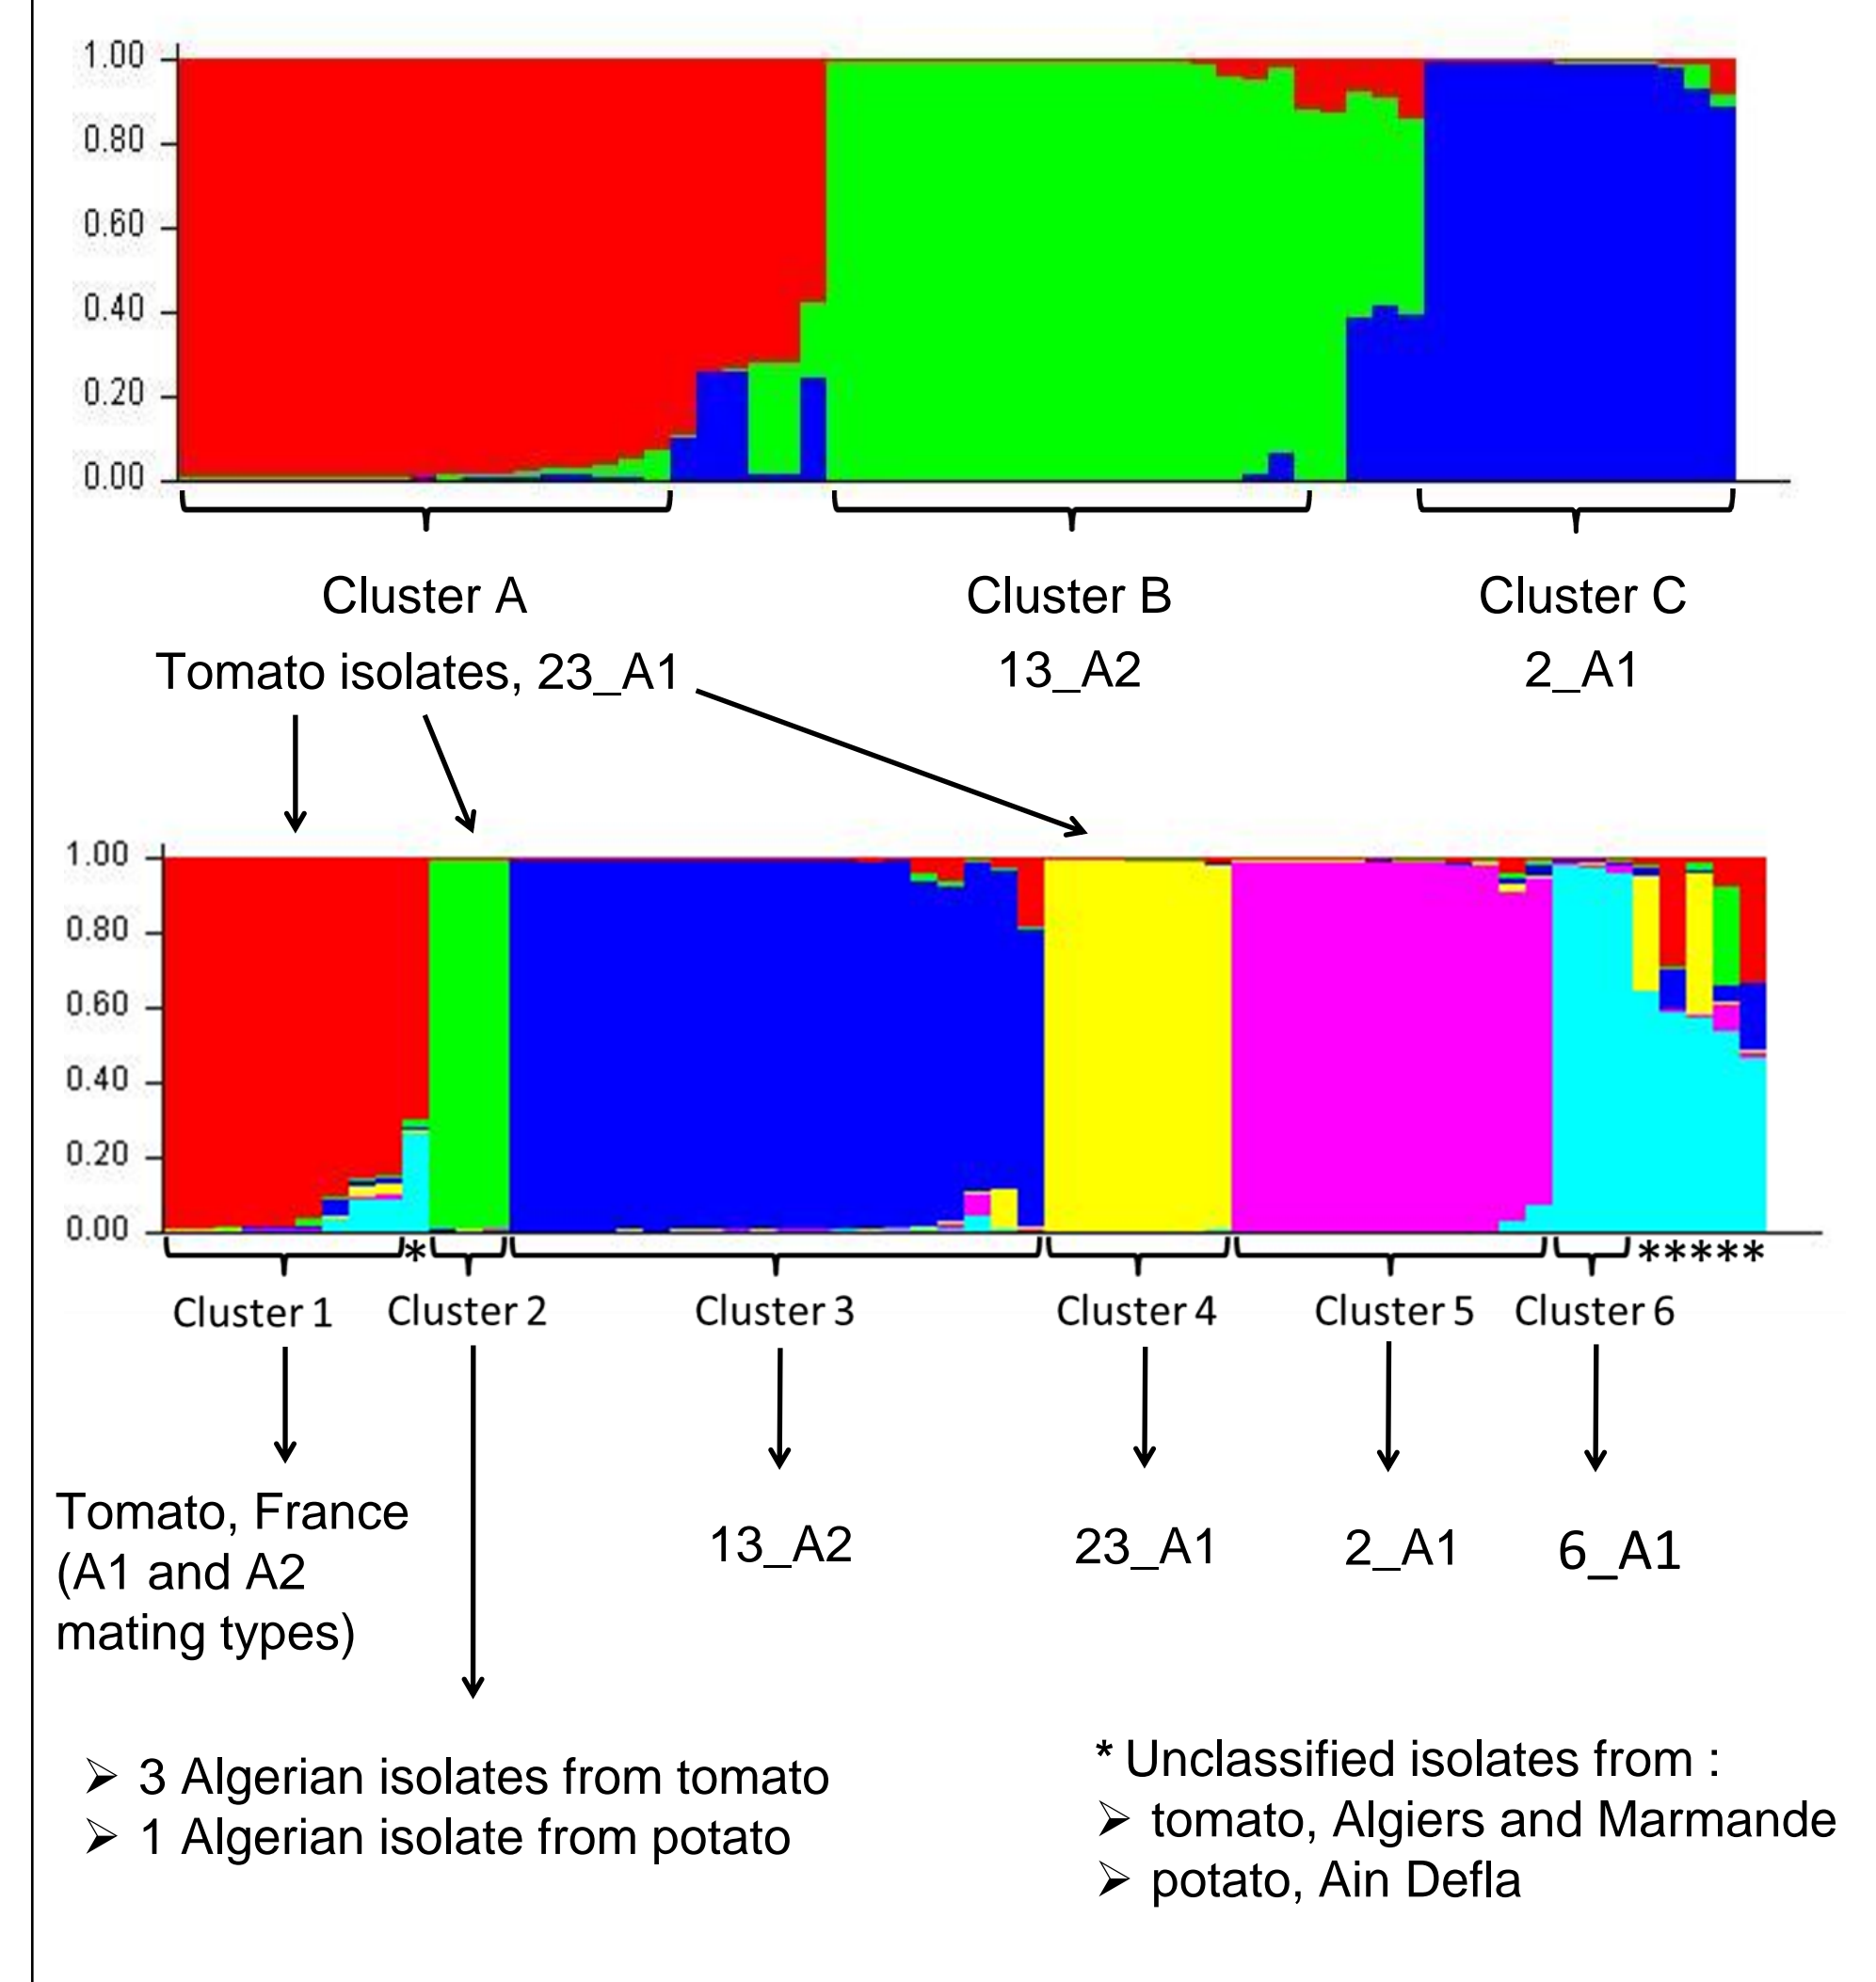 1.00
0.80
0.60
0.40
0.20
0.00
Cluster A Cluster B Cluster C
Tomato isolates, 23_A1 13_A2 2_A1
1.00
0.80
0.60
0.40
0.20
0.00
* *****
Cluster 1 Cluster 2 Cluster 3 Cluster 4 Cluster 5 Cluster 6
Tomato, France
(A1 and A2
mating types)
13_A2 23_A1 2_A1 6_A1
➢ 3 Algerian isolates from tomato
➢ 1 Algerian isolate from potato
* Unclassified isolates from :
➢ tomato, Algiers and Marmande
➢ potato, Ain Defla